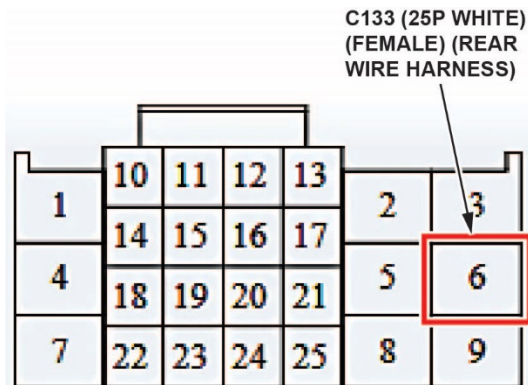 C133 (25P WHITE)
(FEMALE) (REAR
WIRE HARNESS)
10 11 12 13
1 2 3
14 15 16 17
4 5 6
18 19 20 21
7 22 23 24 25 8 9